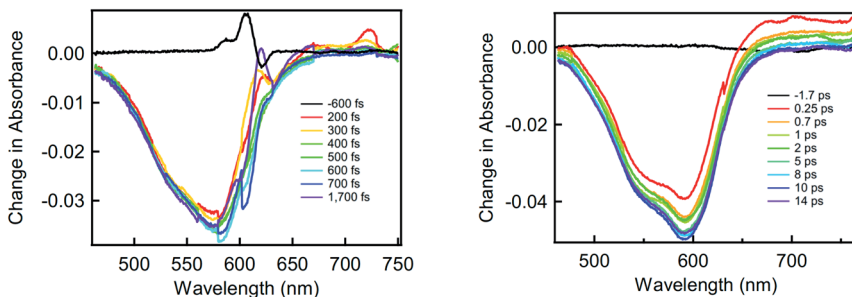 0.00
-0.01
-0.02
-0.03
Change in Absorbance
-600 fs
200 fs
300 fs
400 fs
500 fs
600 fs
700 fs
1,700 fs
500 550 600 650 700 750
Wavelength (nm)
0.00
-0.02
-0.04
Change in Absorbance
-1.7 ps
0.25 ps
0.7 ps
1 ps
2 ps
5 ps
8 ps
10 ps
14 ps
500 600 700
Wavelength (nm)